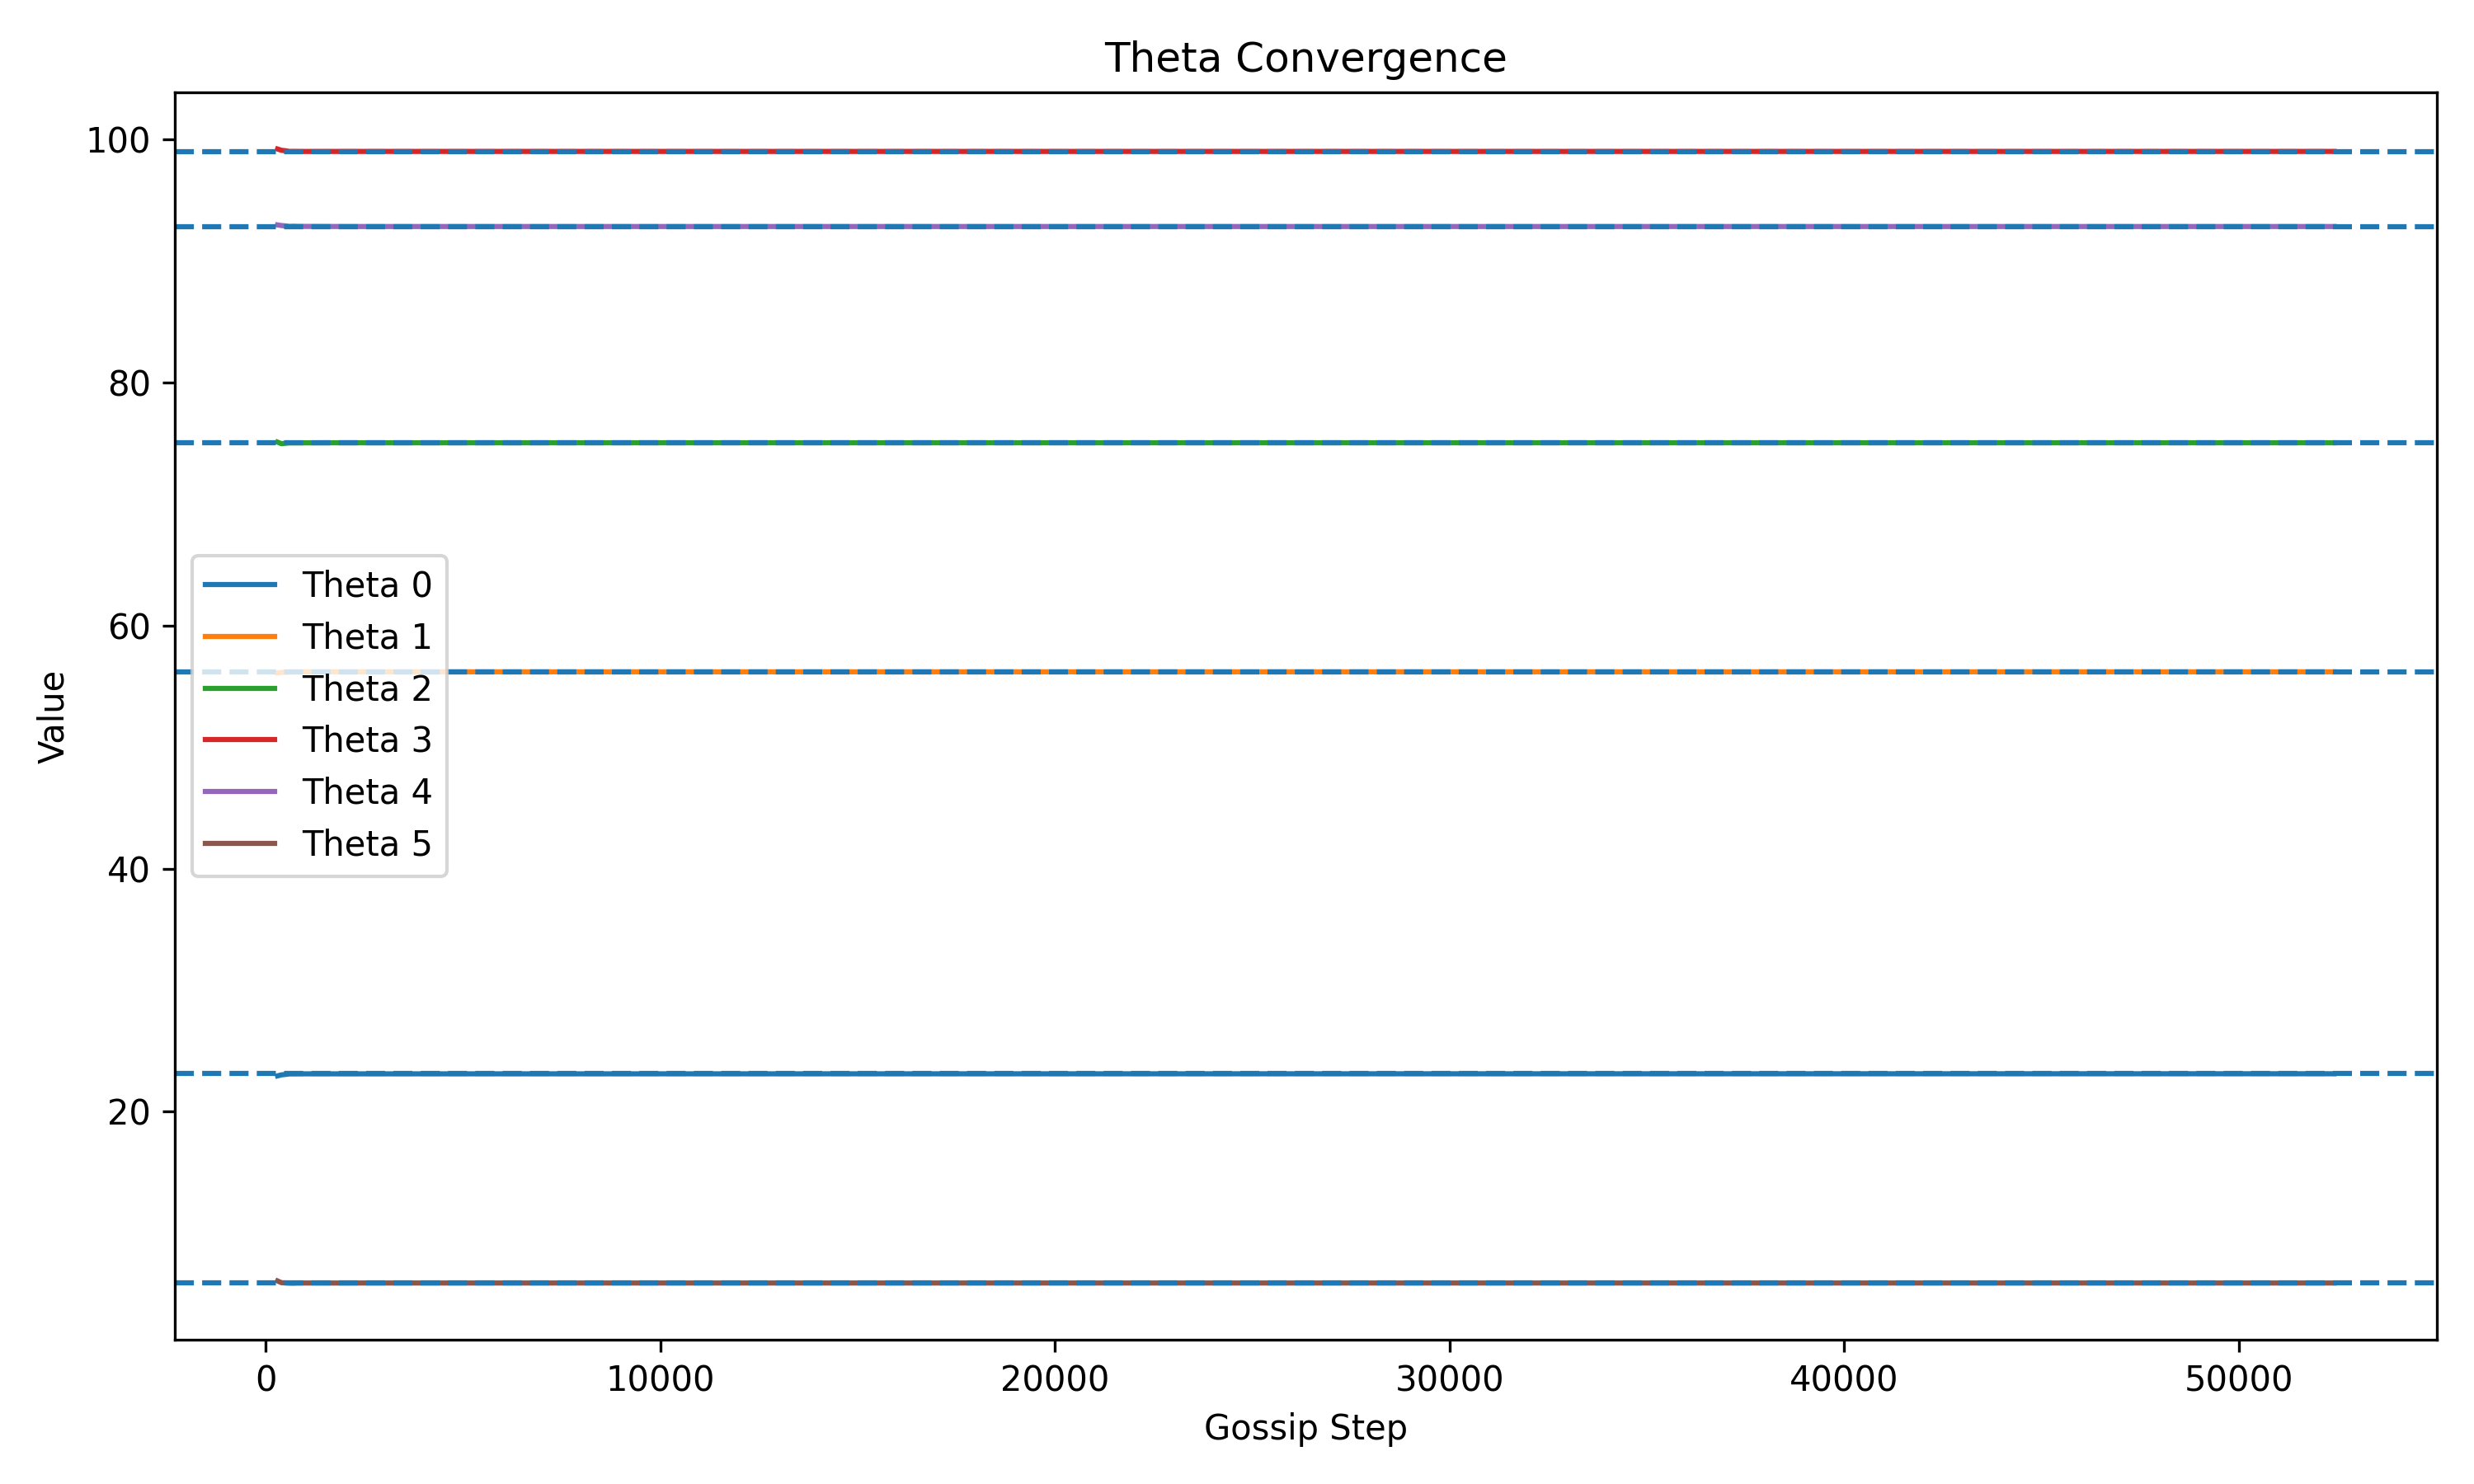 Theta Convergence
100
80
60
40
20
Value
Theta 0
Theta 1
Theta 2
Theta 3
Theta 4
Theta 5
0 10000 20000 30000 40000 50000
Gossip Step